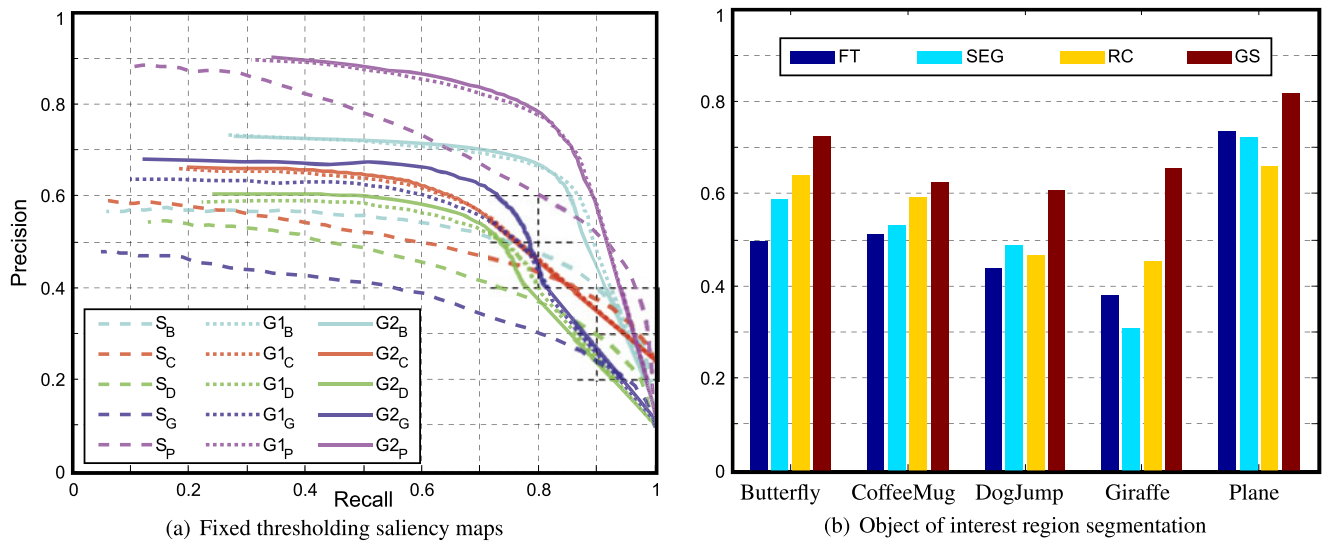 1
0.8
0.6
0.4
0.2
0
Precision
S_B G1_B G2_B
S_C G1_C G2_C
S_D G1_D G2_D
S_G G1_G G2_G
S_P G1_P G2_P
0 0.2 0.4 0.6 0.8 1
Recall
(a) Fixed thresholding saliency maps
1
0.8
0.6
0.4
0.2
0
FT SEG RC GS
Butterfly CoffeeMug DogJump Giraffe Plane
(b) Object of interest region segmentation